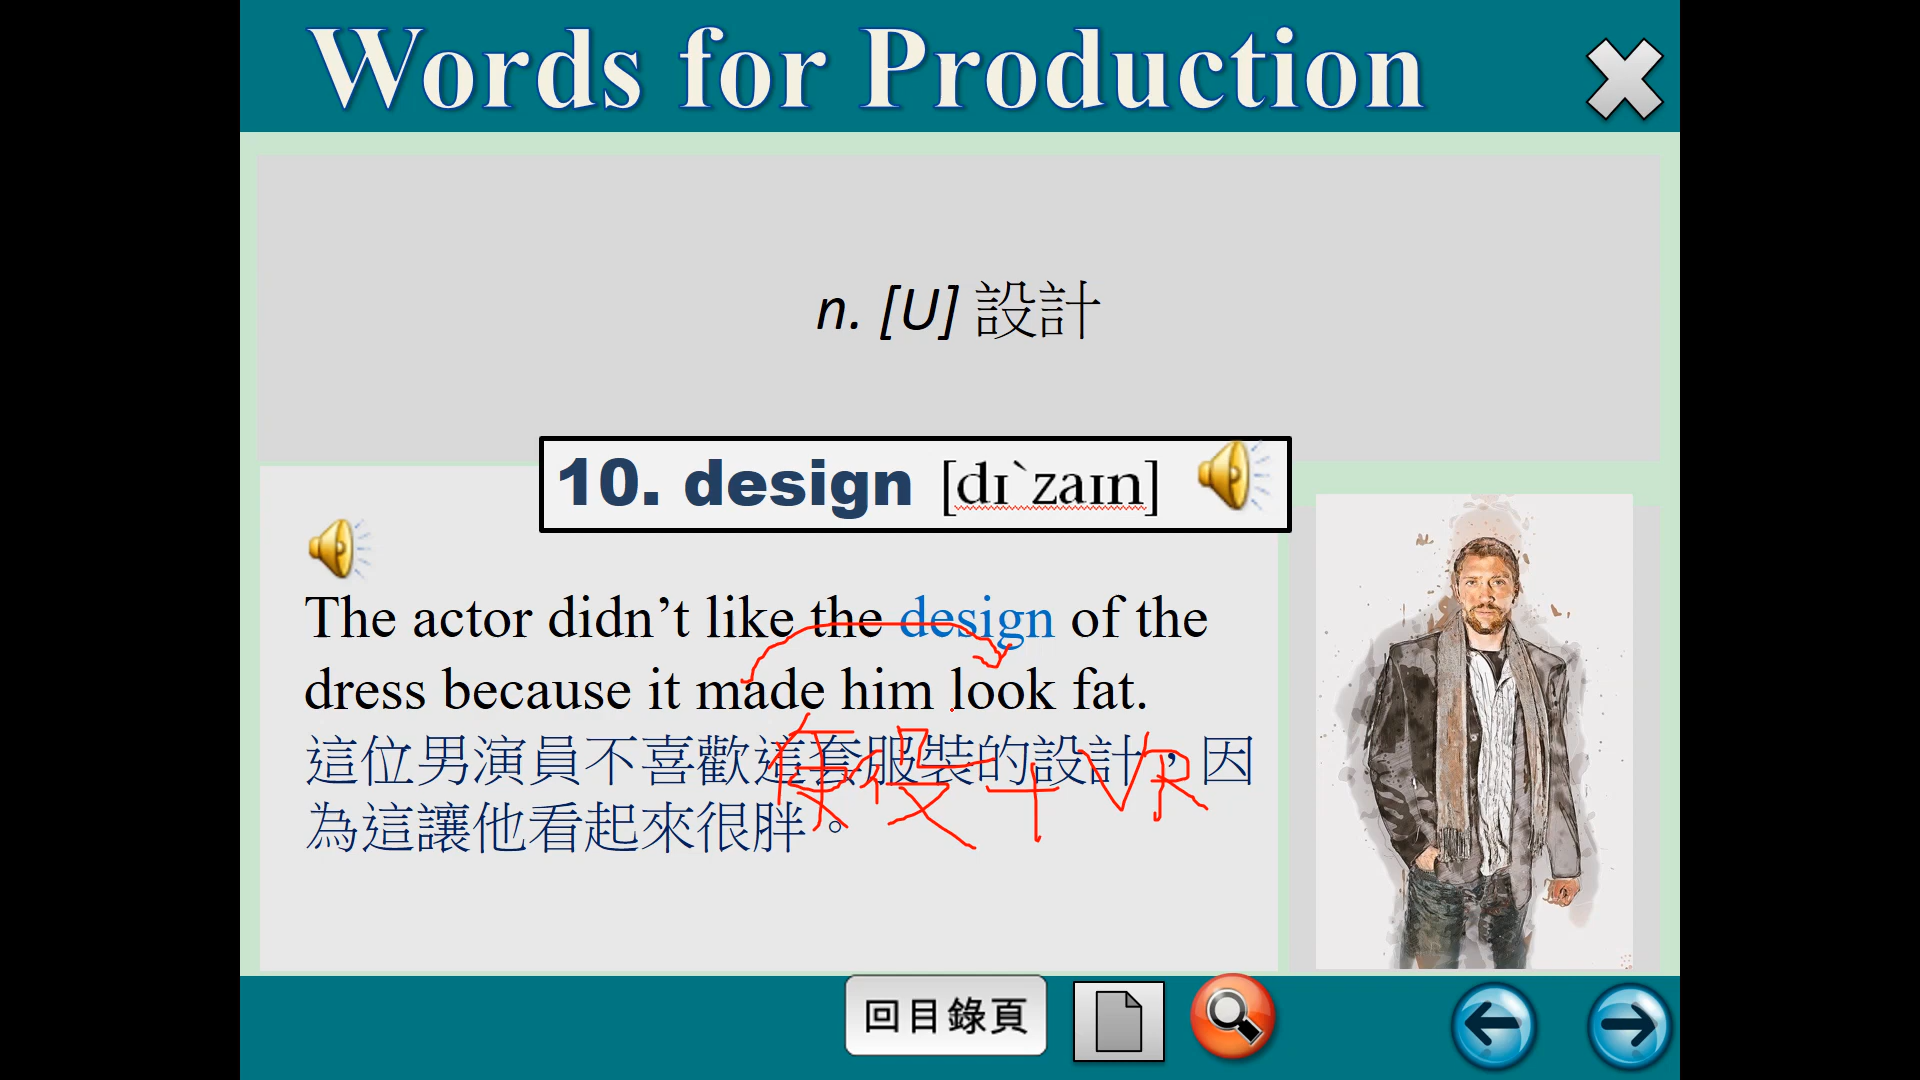 Words for Production
n. [U] 設計
10. design [dɪˋzaɪn]
The actor didn’t like the design of the
dress because it made him look fat.
這位男演員不喜歡這套服裝的設計，因
為這讓他看起來很胖。
使役+VR
回目錄頁